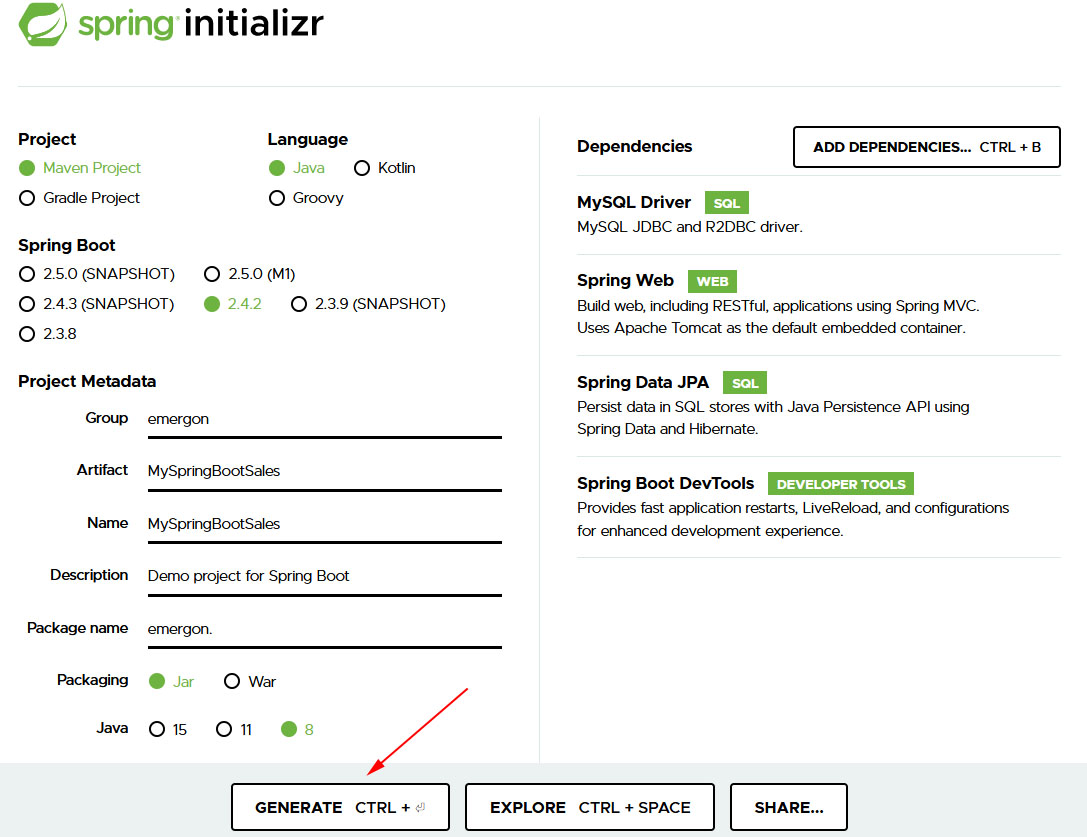 spring initializr
Project
Maven Project
Gradle Project
Language
Java Kotlin
Groovy
Spring Boot
2.5.0 (SNAPSHOT) 2.5.0 (M1)
2.4.3 (SNAPSHOT) 2.4.2 2.3.9 (SNAPSHOT)
2.3.8
Project Metadata
Group emergon
Artifact MySpringBootSales
Name MySpringBootSales
Description Demo project for Spring Boot
Package name emergon.
Packaging Jar War
Java 15 11 8
Dependencies
ADD DEPENDENCIES... CTRL + B
MySQL Driver SQL
MySQL JDBC and R2DBC driver.
Spring Web WEB
Build web, including RESTful, applications using Spring MVC.
Uses Apache Tomcat as the default embedded container.
Spring Data JPA SQL
Persist data in SQL stores with Java Persistence API using
Spring Data and Hibernate.
Spring Boot DevTools DEVELOPER TOOLS
Provides fast application restarts, LiveReload, and configurations
for enhanced development experience.
GENERATE CTRL + ⏎
EXPLORE CTRL + SPACE
SHARE...